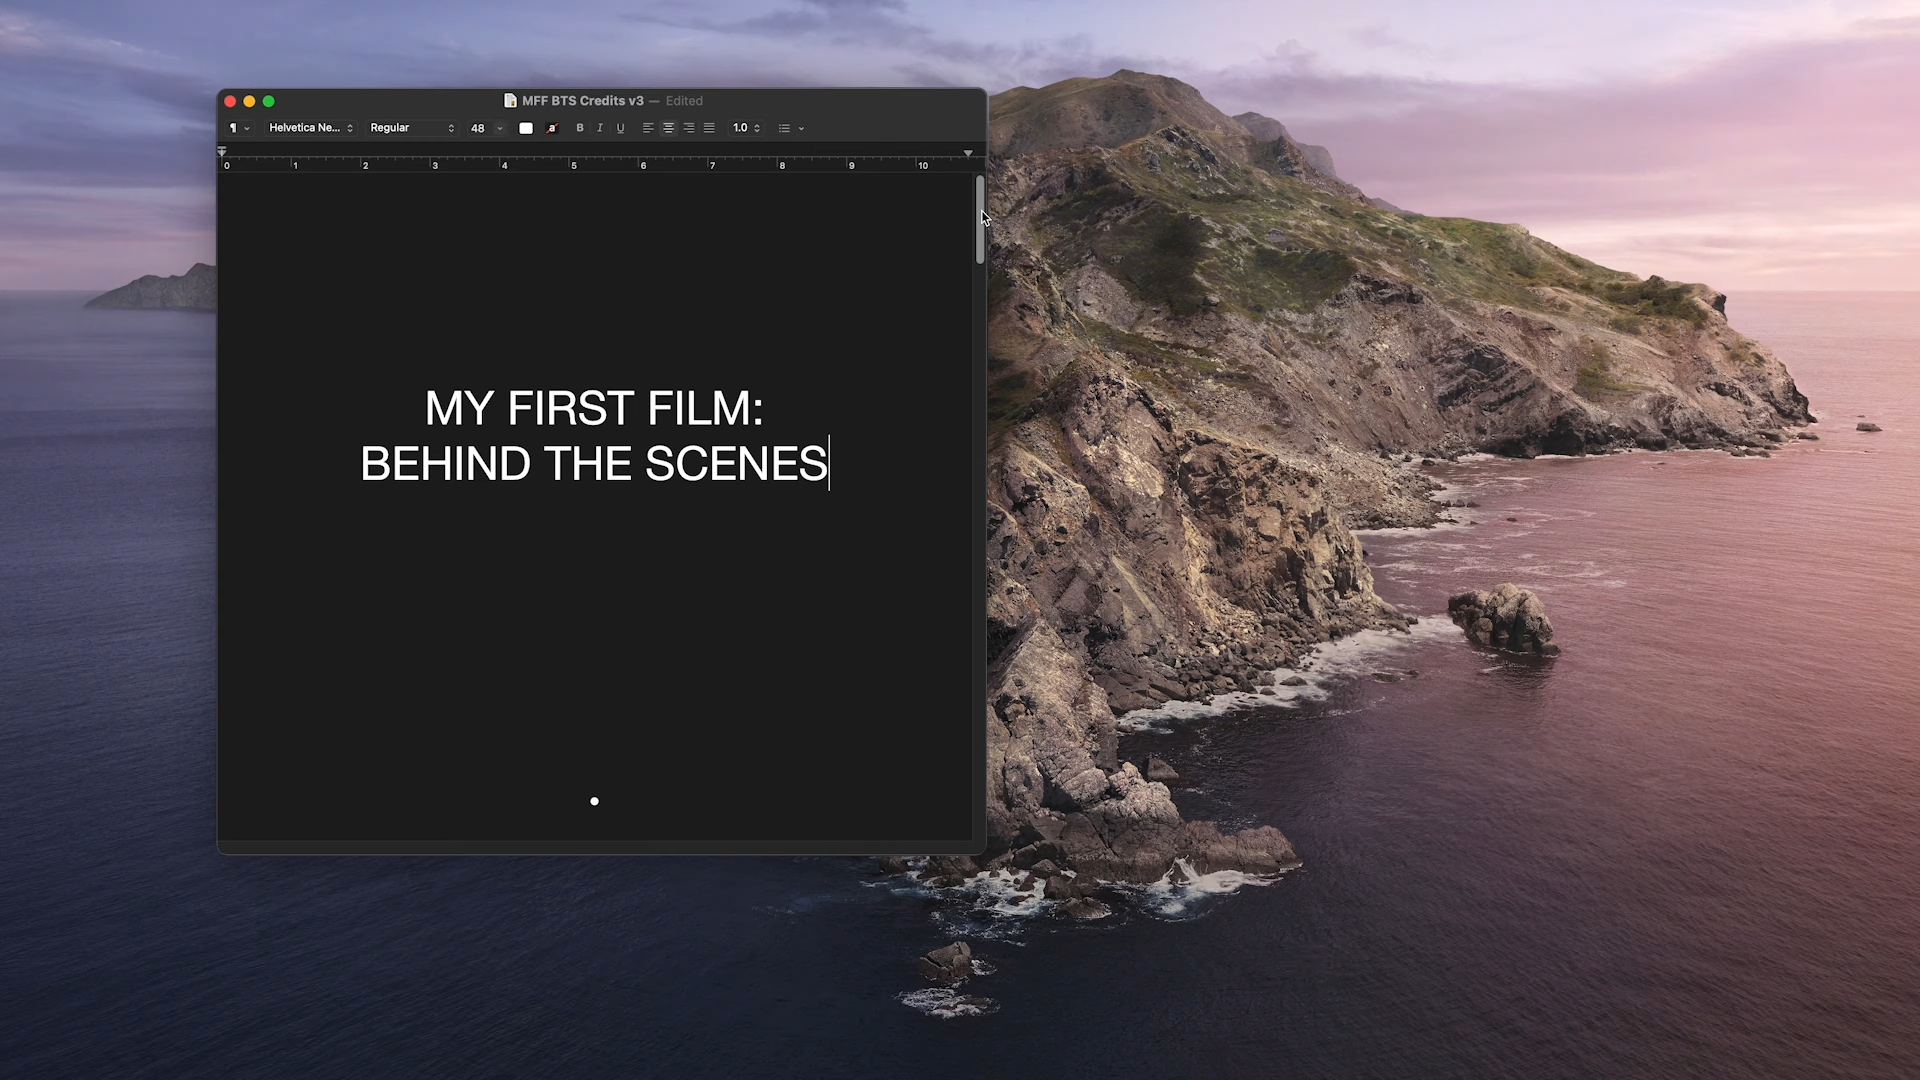 MFF BTS Credits v3 — Edited
¶ Helvetica Ne... Regular 48 a B I U 1.0
0 1 2 3 4 5 6 7 8 9 10
MY FIRST FILM:
BEHIND THE SCENES